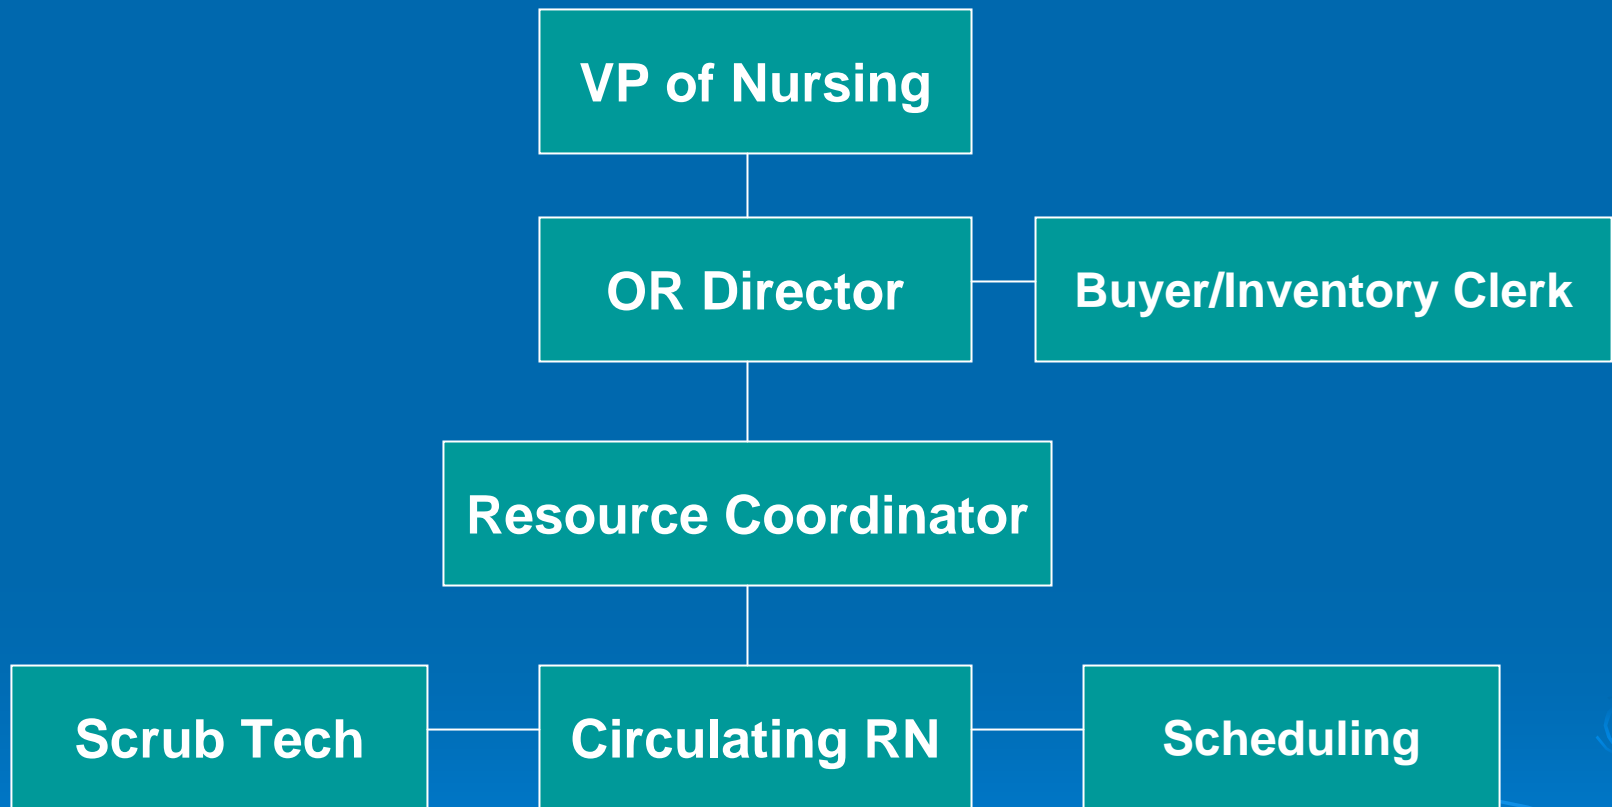 VP of Nursing
OR Director
Buyer/Inventory Clerk
Resource Coordinator
Scrub Tech
Circulating RN
Scheduling